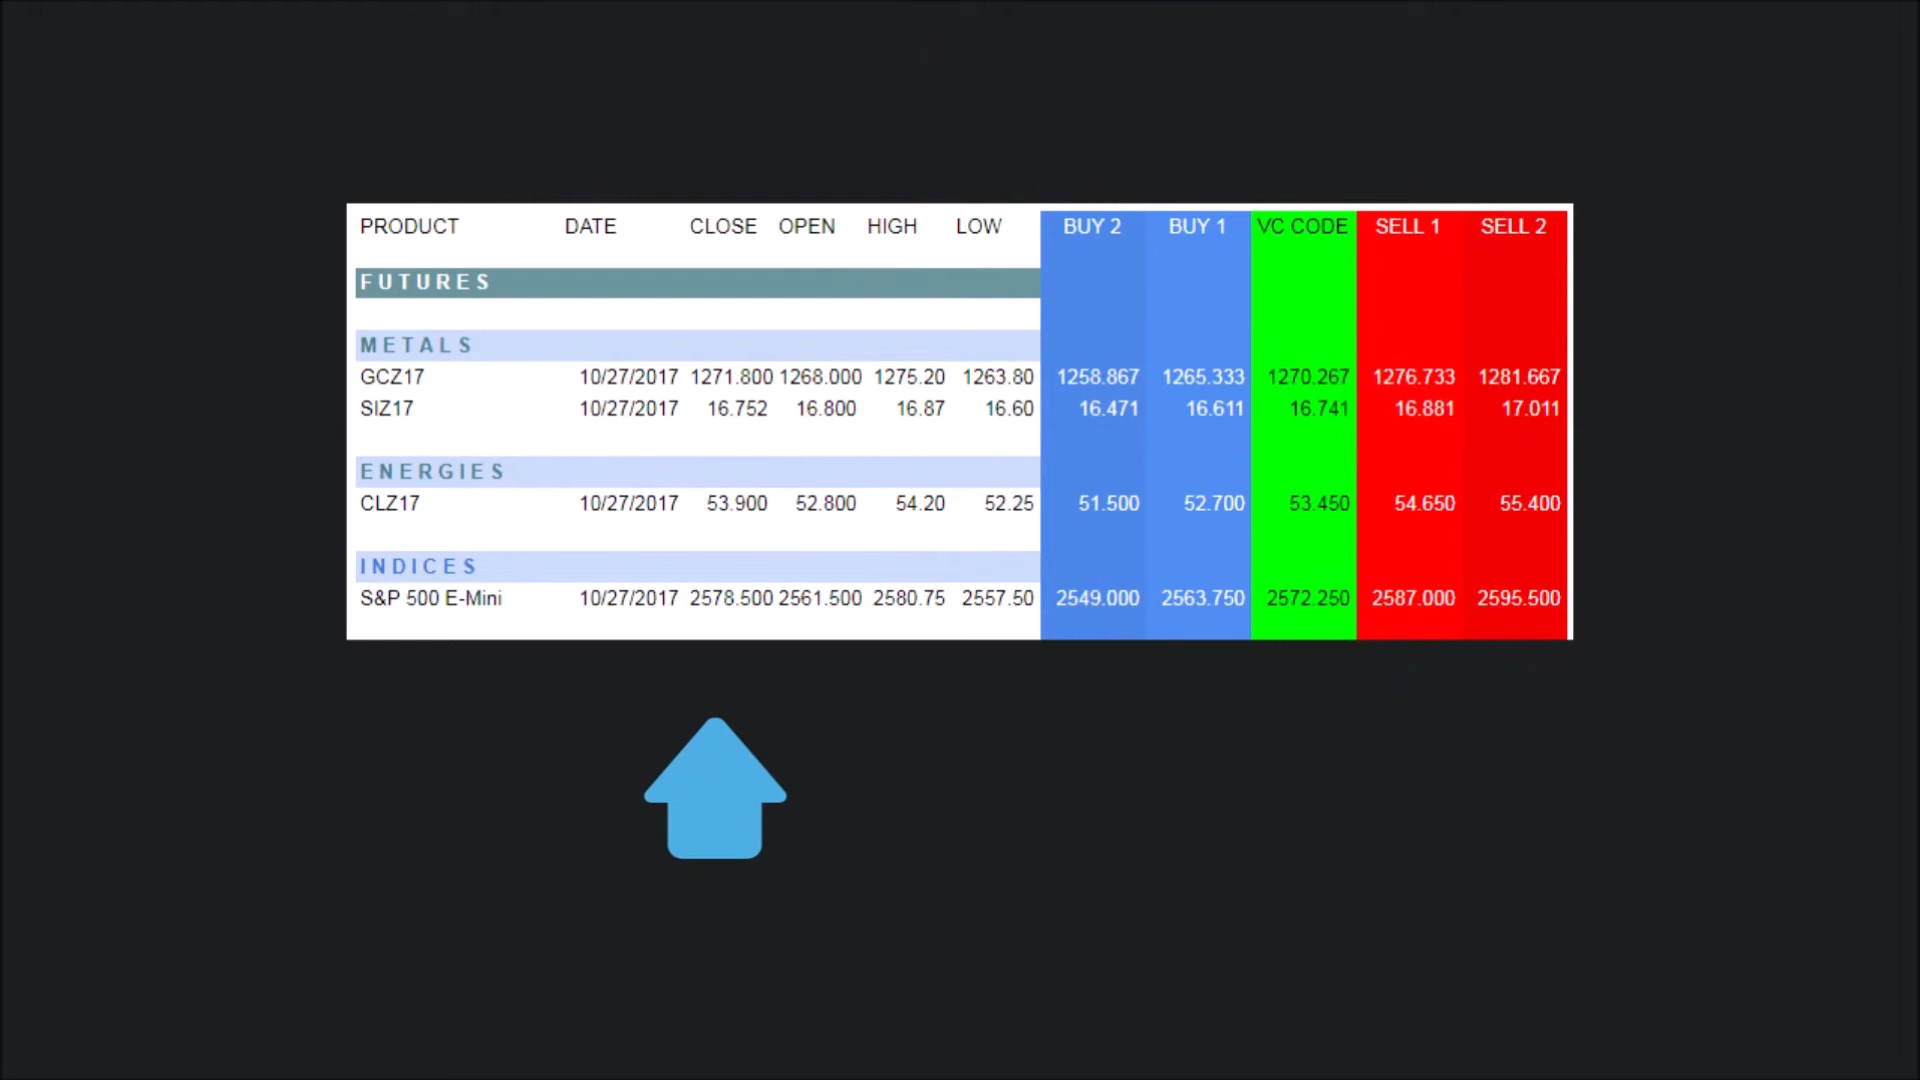 PRODUCT DATE CLOSE OPEN HIGH LOW BUY 2 BUY 1 VC CODE SELL 1 SELL 2
FUTURES
METALS
GCZ17 10/27/2017 1271.800 1268.000 1275.20 1263.80 1258.867 1265.333 1270.267 1276.733 1281.667
SIZ17 10/27/2017 16.752 16.800 16.87 16.60 16.471 16.611 16.741 16.881 17.011
ENERGIES
CLZ17 10/27/2017 53.900 52.800 54.20 52.25 51.500 52.700 53.450 54.650 55.400
INDICES
S&P 500 E-Mini 10/27/2017 2578.500 2561.500 2580.75 2557.50 2549.000 2563.750 2572.250 2587.000 2595.500